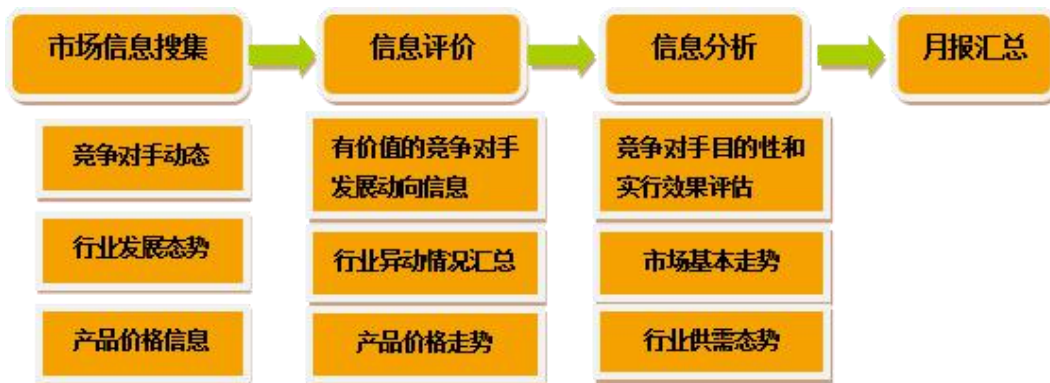 市场信息搜集
信息评价
信息分析
月报汇总
竞争对手动态
有价值的竞争对手
发展动向信息
竞争对手目的性和
实行效果评估
行业发展态势
行业异动情况汇总
市场基本走势
产品价格信息
产品价格走势
行业供需态势